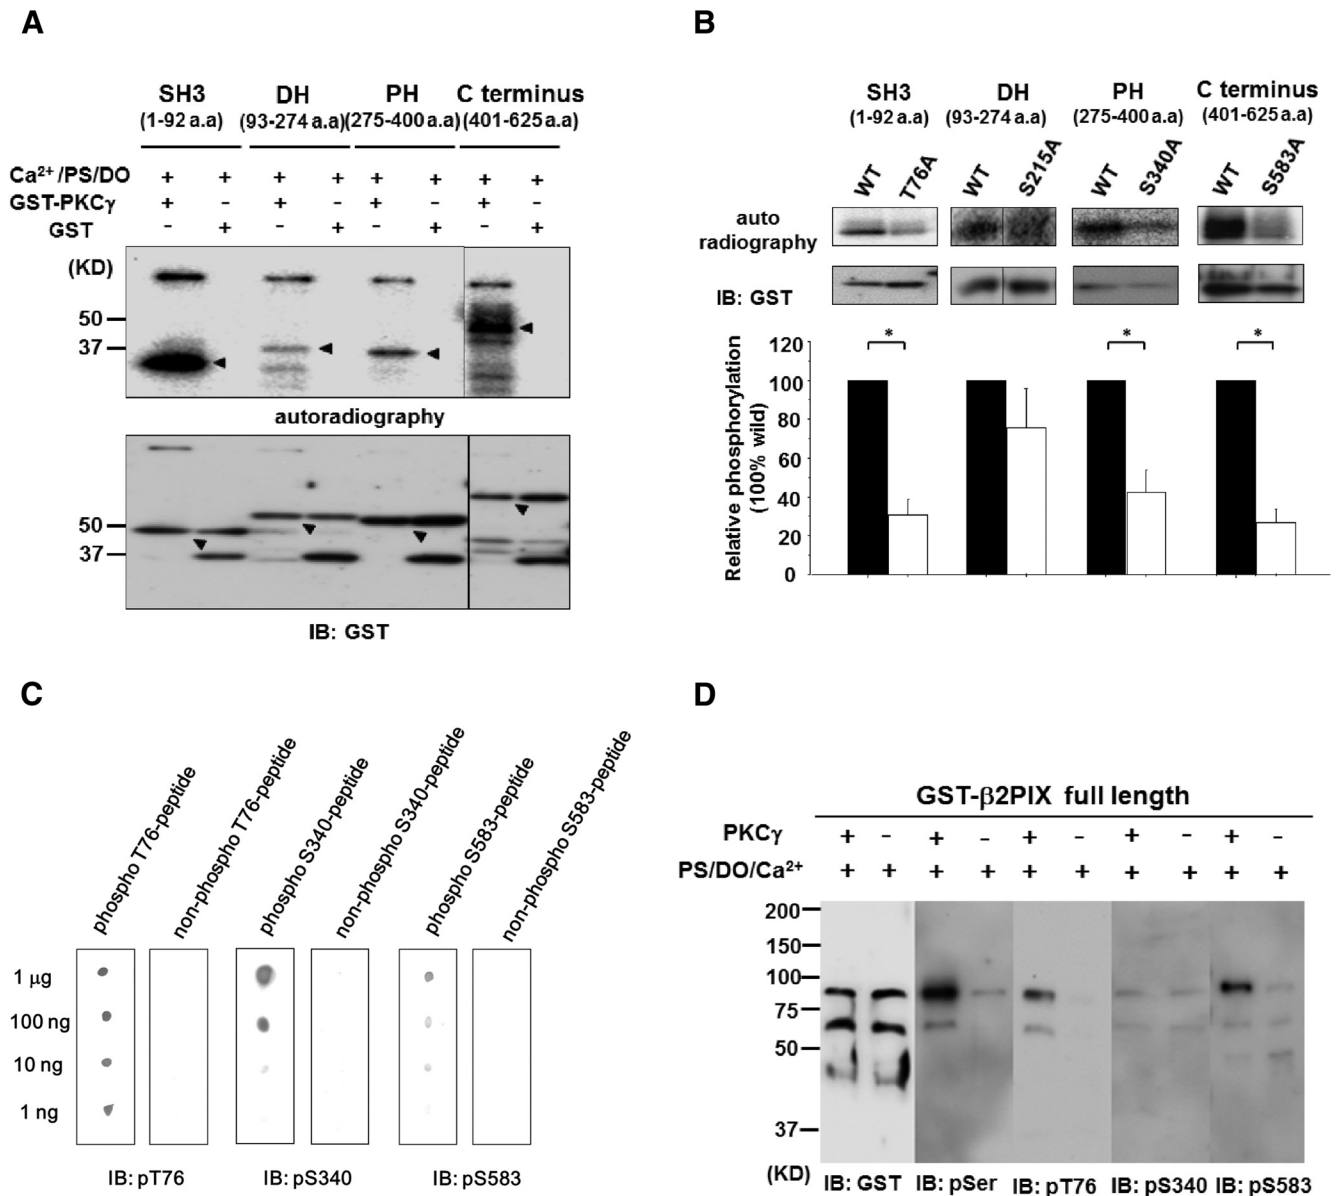 A
SH3 DH PH C terminus
(1-92 a.a) (93-274 a.a)(275-400 a.a)(401-625 a.a)
Ca²⁺/PS/DO + + + + + + + +
GST-PKCγ + - + - + - + -
GST - + - + - + - +
(KD)
50
37
autoradiography
50
37
IB: GST
B
SH3 DH PH C terminus
(1-92 a.a) (93-274 a.a) (275-400 a.a) (401-625 a.a)
WT T76A WT S215A WT S340A WT S583A
auto
radiography
IB: GST
Relative phosphorylation
(100% wild)
120
100
80
60
40
20
0
* * *
C
phospho T76-peptide
non-phospho T76-peptide
phospho S340-peptide
non-phospho S340-peptide
phospho S583-peptide
non-phospho S583-peptide
1 μg
100 ng
10 ng
1 ng
IB: pT76 IB: pS340 IB: pS583
D
GST-β2PIX full length
PKCγ + - + - + - + - + -
PS/DO/Ca²⁺ + + + + + + + + + +
200
150
100
75
50
37
(KD)
IB: GST IB: pSer IB: pT76 IB: pS340 IB: pS583